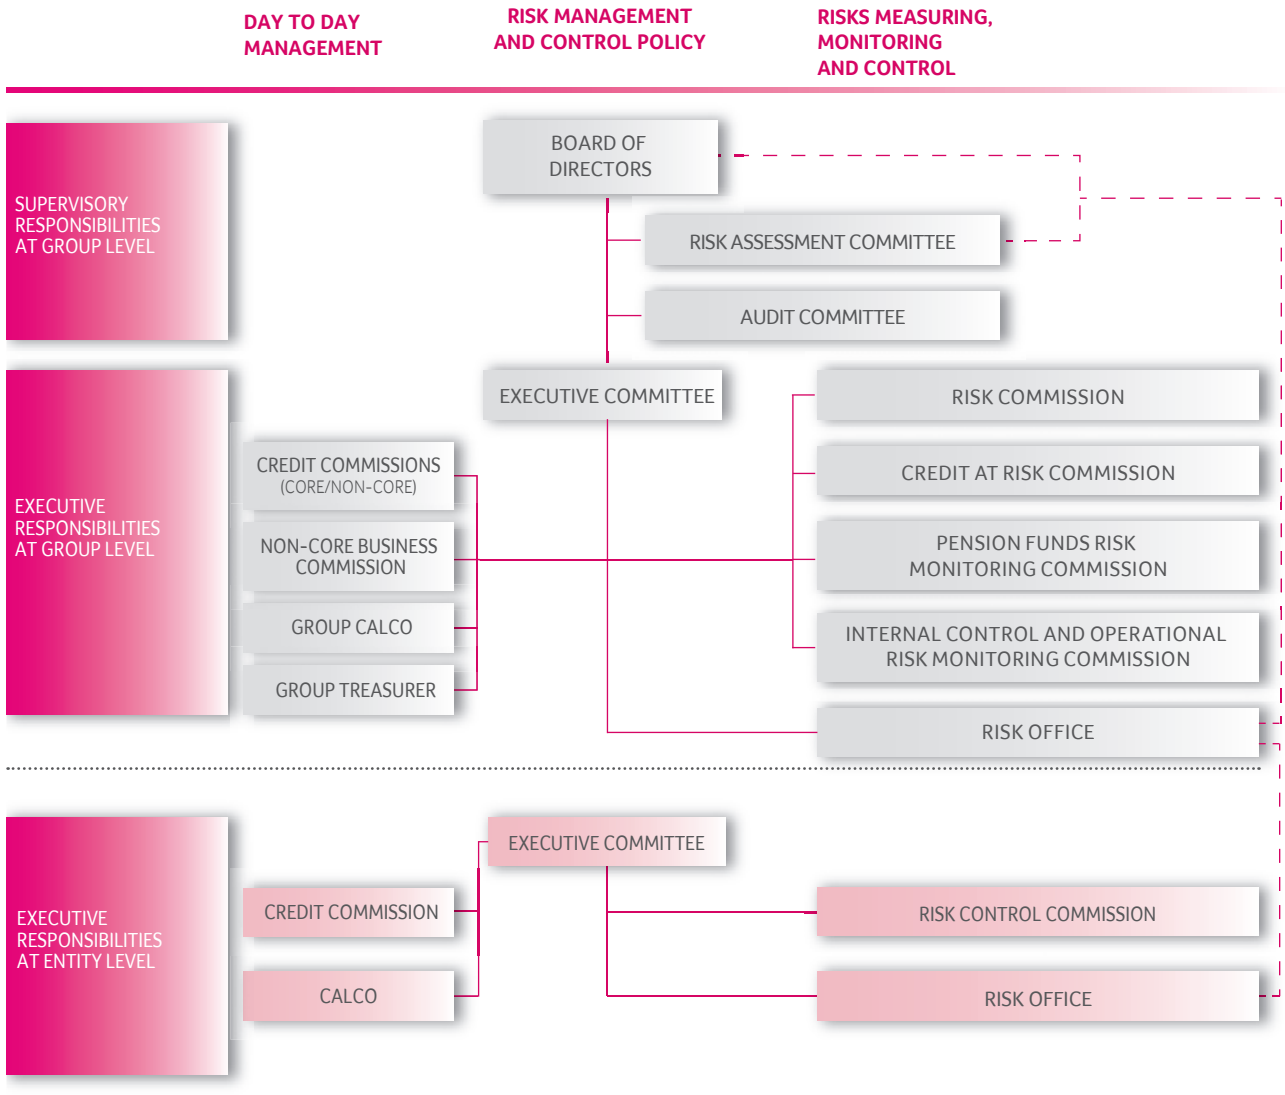 DAY TO DAY
MANAGEMENT
RISK MANAGEMENT
AND CONTROL POLICY
RISKS MEASURING,
MONITORING
AND CONTROL
SUPERVISORY
RESPONSIBILITIES
AT GROUP LEVEL
BOARD OF
DIRECTORS
RISK ASSESSMENT COMMITTEE
AUDIT COMMITTEE
EXECUTIVE
RESPONSIBILITIES
AT GROUP LEVEL
EXECUTIVE COMMITTEE
CREDIT COMMISSIONS
(CORE/NON-CORE)
NON-CORE BUSINESS
COMMISSION
GROUP CALCO
GROUP TREASURER
RISK COMMISSION
CREDIT AT RISK COMMISSION
PENSION FUNDS RISK
MONITORING COMMISSION
INTERNAL CONTROL AND OPERATIONAL
RISK MONITORING COMMISSION
RISK OFFICE
EXECUTIVE
RESPONSIBILITIES
AT ENTITY LEVEL
EXECUTIVE COMMITTEE
CREDIT COMMISSION
CALCO
RISK CONTROL COMMISSION
RISK OFFICE